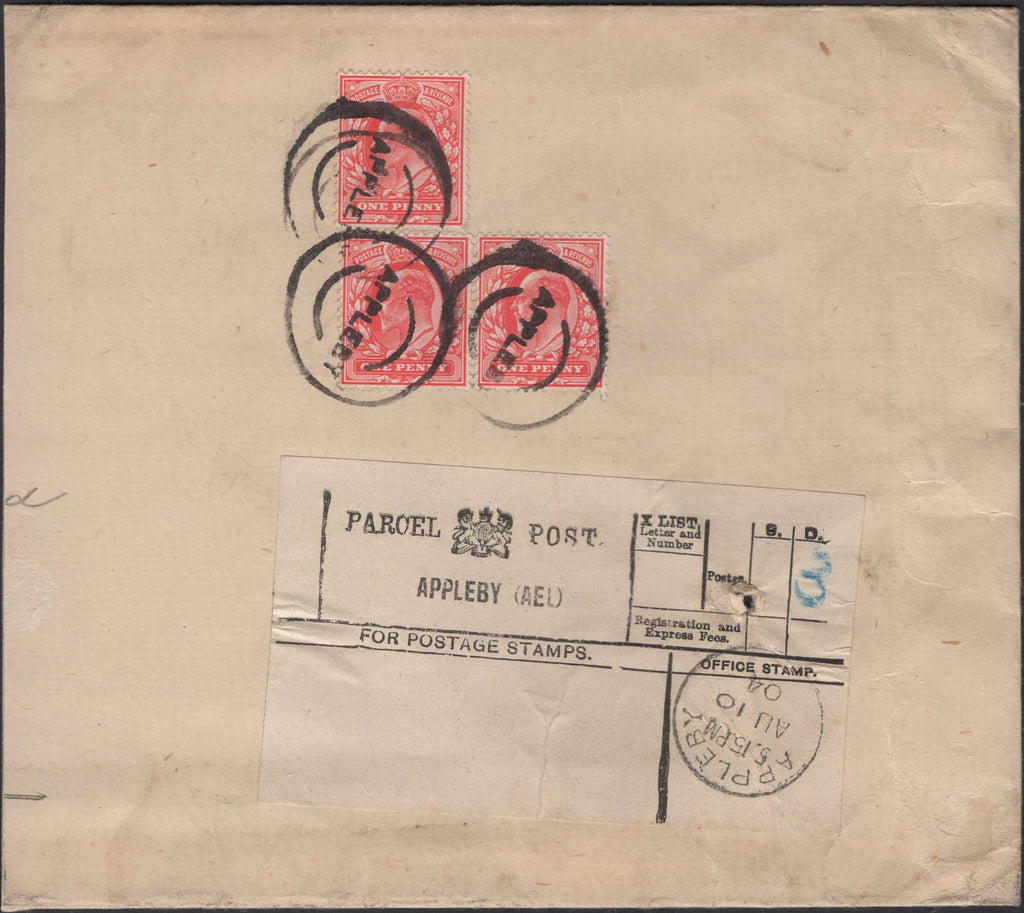 POSTAGE & REVENUE
ONE PENNY
APPLE
POSTAGE & REVENUE
ONE PENNY
APPLEBY
POSTAGE & REVENUE
ONE PENNY
APPLEB
PARCEL POST.
APPLEBY (AEL)
X LIST,
Letter and
Number
S. D.
Postage.
Registration and
Express Fees.
FOR POSTAGE STAMPS.
OFFICE STAMP.
APPLEBY
5.15.PM
AU 10
04